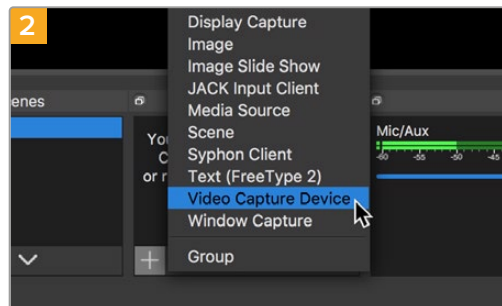 2
Display Capture
Image
Image Slide Show
JACK Input Client
Media Source
Scene
Syphon Client
Text (FreeType 2)
Video Capture Device
Window Capture
Group
enes
You
C
or r
Mic/Aux
-60 -55 -50 -45